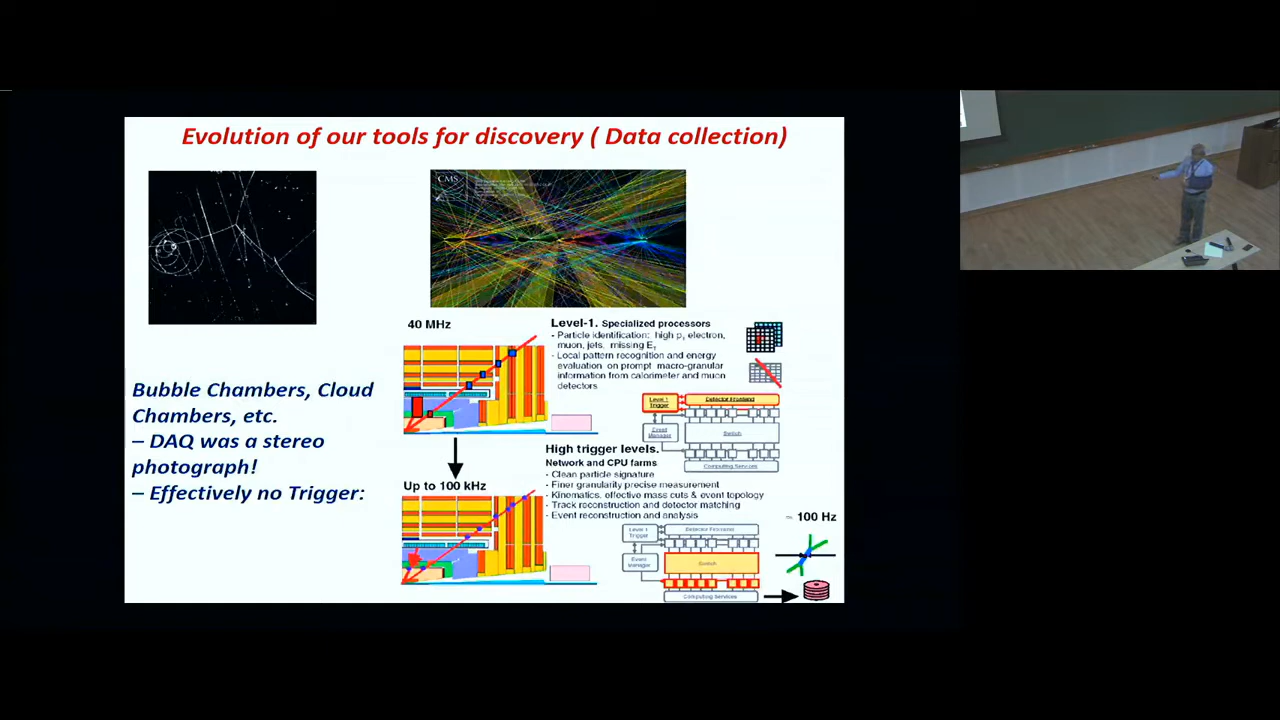 Evolution of our tools for discovery ( Data collection)
CMS
Bubble Chambers, Cloud
Chambers, etc.
– DAQ was a stereo
photograph!
– Effectively no Trigger:
40 MHz
Level-1. Specialized processors
- Particle identification: high pT electron,
muon, jets, missing ET
- Local pattern recognition and energy
evaluation on prompt macro-granular
information from calorimeter and muon
detectors
Level 1
Trigger
Detector Frontend
Event
Manager
Switch
Computing Services
Up to 100 kHz
High trigger levels.
Network and CPU farms
- Clean particle signature
- Finer granularity precise measurement
- Kinematics. effective mass cuts & event topology
- Track reconstruction and detector matching
- Event reconstruction and analysis
Level 1
Trigger
Detector Frontend
Event
Manager
Switch
Computing Services
≈ 100 Hz